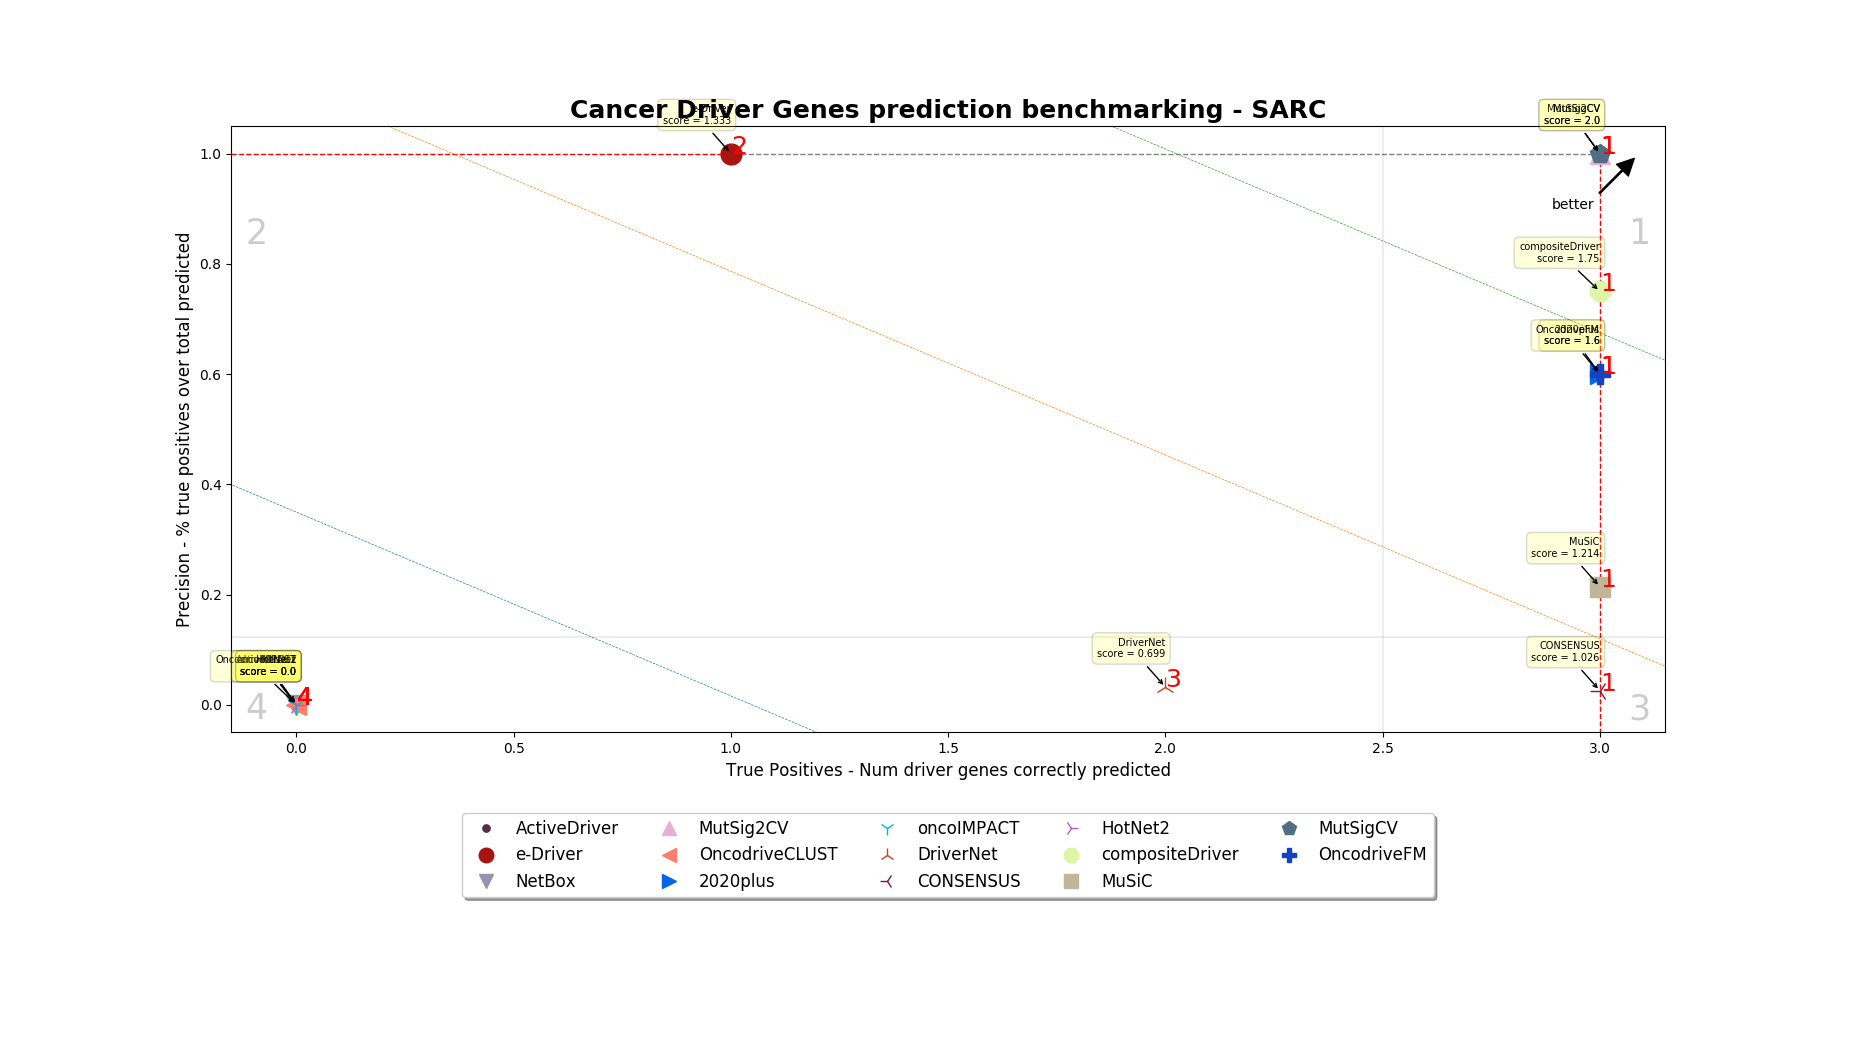 Cancer Driver Genes prediction benchmarking - SARC
score = 1.333
2
score = 2.0
1
better
2
1
compositeDriver
score = 1.75
1
score = 1.6
1
MuSiC
score = 1.214
1
DriverNet
score = 0.699
3
CONSENSUS
score = 1.026
1
score = 0.0
4
4
3
Precision - % true positives over total predicted
1.0
0.8
0.6
0.4
0.2
0.0
0.0 0.5 1.0 1.5 2.0 2.5 3.0
True Positives - Num driver genes correctly predicted
ActiveDriver MutSig2CV oncoIMPACT HotNet2 MutSigCV
e-Driver OncodriveCLUST DriverNet compositeDriver OncodriveFM
NetBox 2020plus CONSENSUS MuSiC